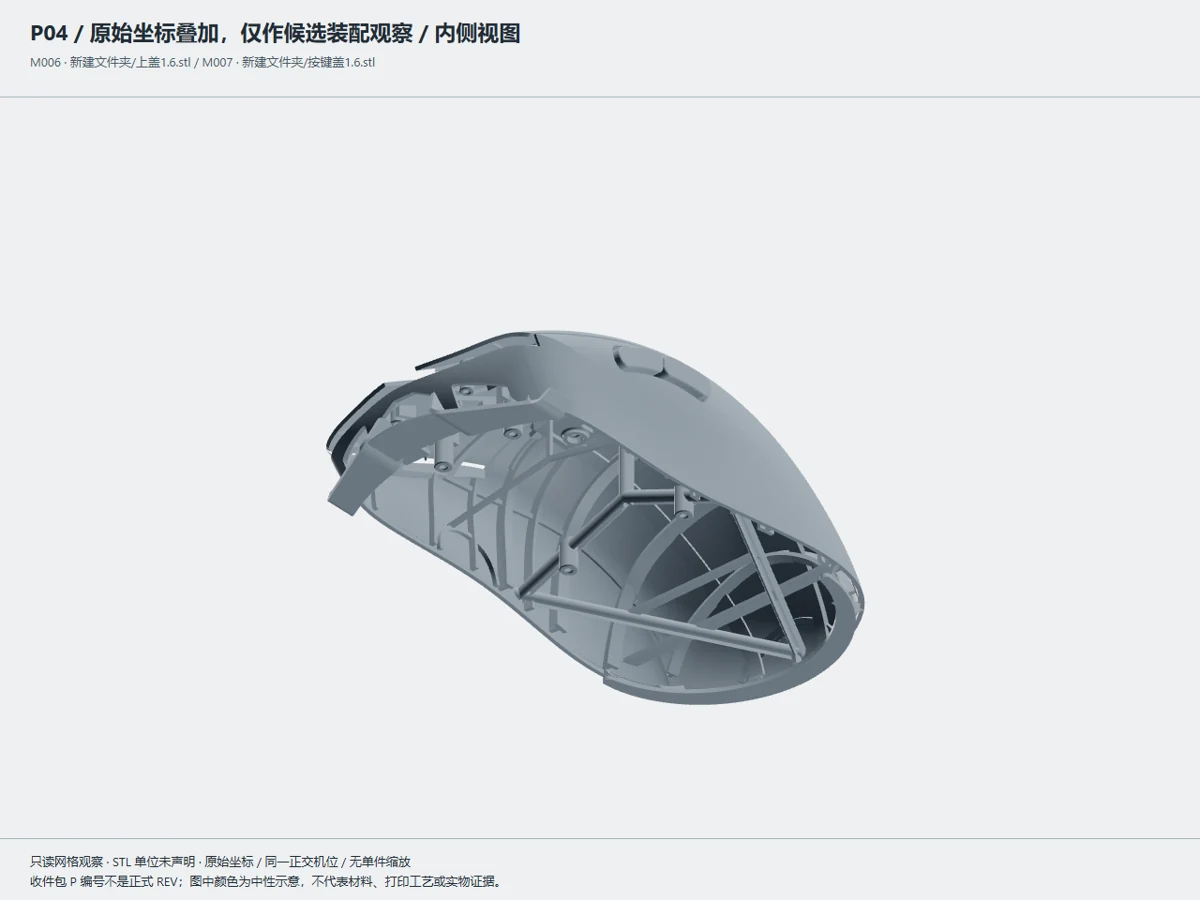 P04 / 原始坐标叠加，仅作候选装配观察 / 内侧视图
M006 · 新建文件夹/上盖1.6.stl / M007 · 新建文件夹/按键盖1.6.stl
只读网格观察 · STL 单位未声明 · 原始坐标 / 同一正交机位 / 无单件缩放
收件包 P 编号不是正式 REV；图中颜色为中性示意，不代表材料、打印工艺或实物证据。